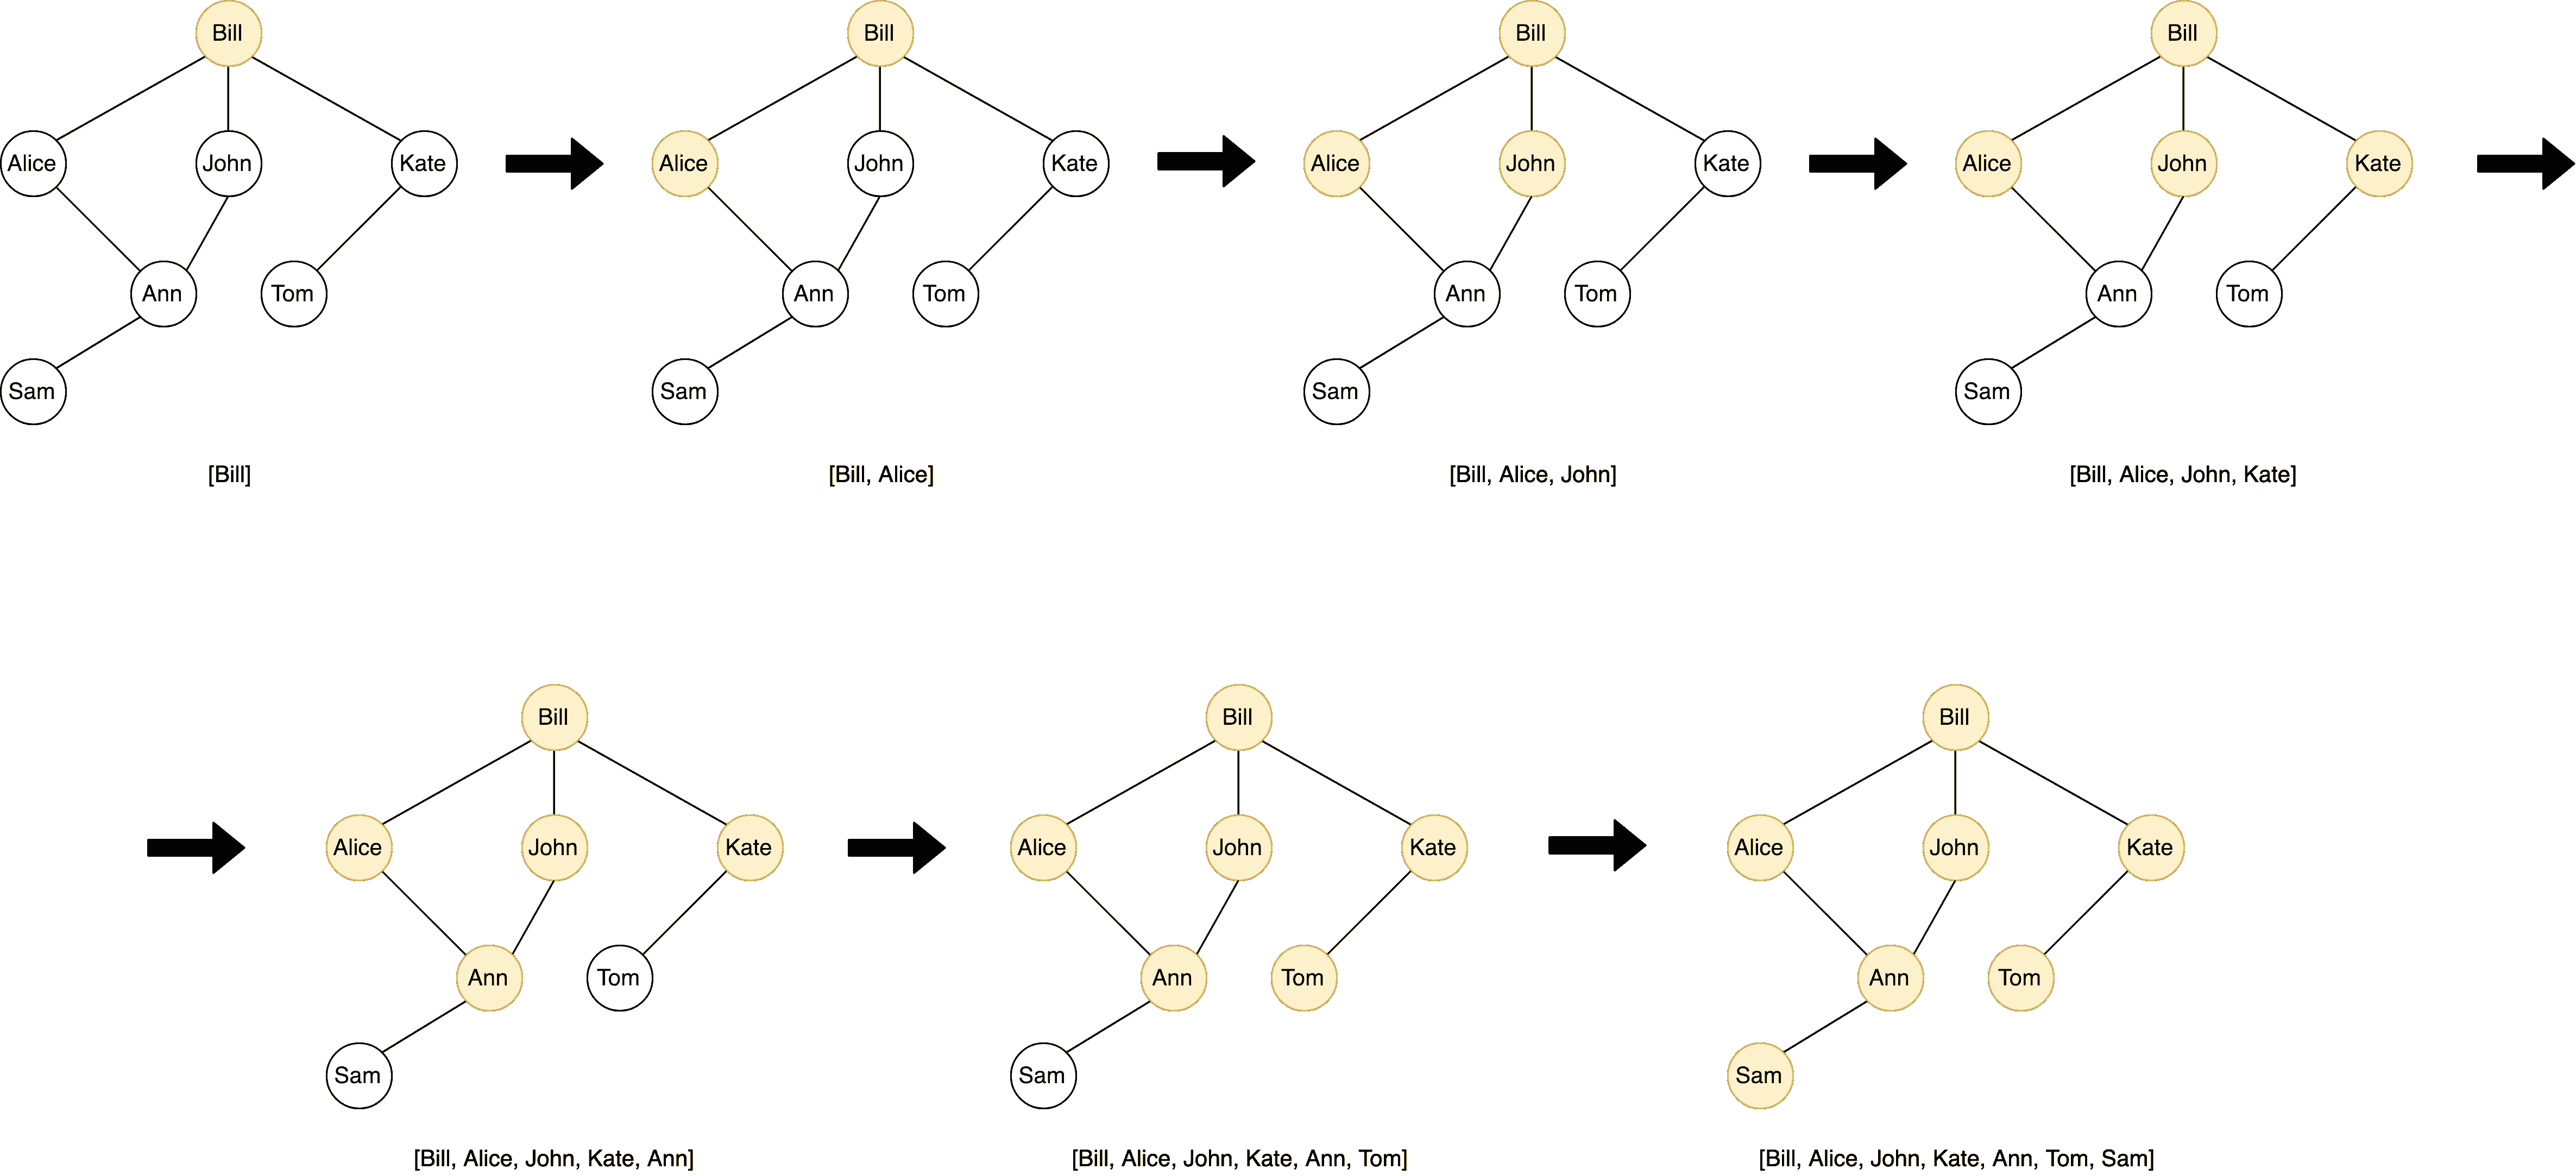 Bill
Alice
John
Kate
Ann
Tom
Sam
[Bill]
Bill
Alice
John
Kate
Ann
Tom
Sam
[Bill, Alice]
Bill
Alice
John
Kate
Ann
Tom
Sam
[Bill, Alice, John]
Bill
Alice
John
Kate
Ann
Tom
Sam
[Bill, Alice, John, Kate]
Bill
Alice
John
Kate
Ann
Tom
Sam
[Bill, Alice, John, Kate, Ann]
Bill
Alice
John
Kate
Ann
Tom
Sam
[Bill, Alice, John, Kate, Ann, Tom]
Bill
Alice
John
Kate
Ann
Tom
Sam
[Bill, Alice, John, Kate, Ann, Tom, Sam]